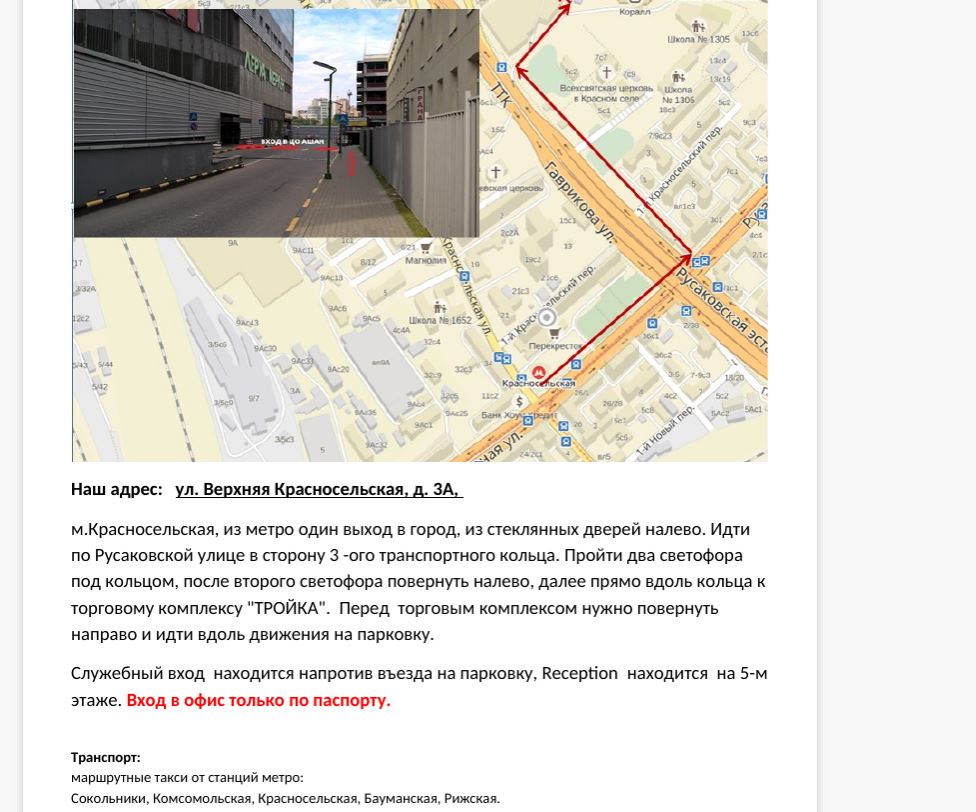 Коралл
Школа № 1305
ЛЕРУА МЕРЛЕН
ВХОД В ЦО АШАН
ТТК
Всехсвятская церковь
в Красном селе
Школа
№ 1305
1-й Красносельский пер.
евская церковь
Гаврикова ул.
Магнолия
Школа № 1652
1-й Красносельский пер.
Перекресток
Русаковская эста
Красносельская
Банк Хоум Кредит
1-й Новый пер.
ная ул.
Наш адрес: ул. Верхняя Красносельская, д. 3А,
м.Красносельская, из метро один выход в город, из стеклянных дверей налево. Идти
по Русаковской улице в сторону 3 -ого транспортного кольца. Пройти два светофора
под кольцом, после второго светофора повернуть налево, далее прямо вдоль кольца к
торговому комплексу "ТРОЙКА". Перед торговым комплексом нужно повернуть
направо и идти вдоль движения на парковку.
Служебный вход находится напротив въезда на парковку, Reception находится на 5-м
этаже. Вход в офис только по паспорту.
Транспорт:
маршрутные такси от станций метро:
Сокольники, Комсомольская, Красносельская, Бауманская, Рижская.